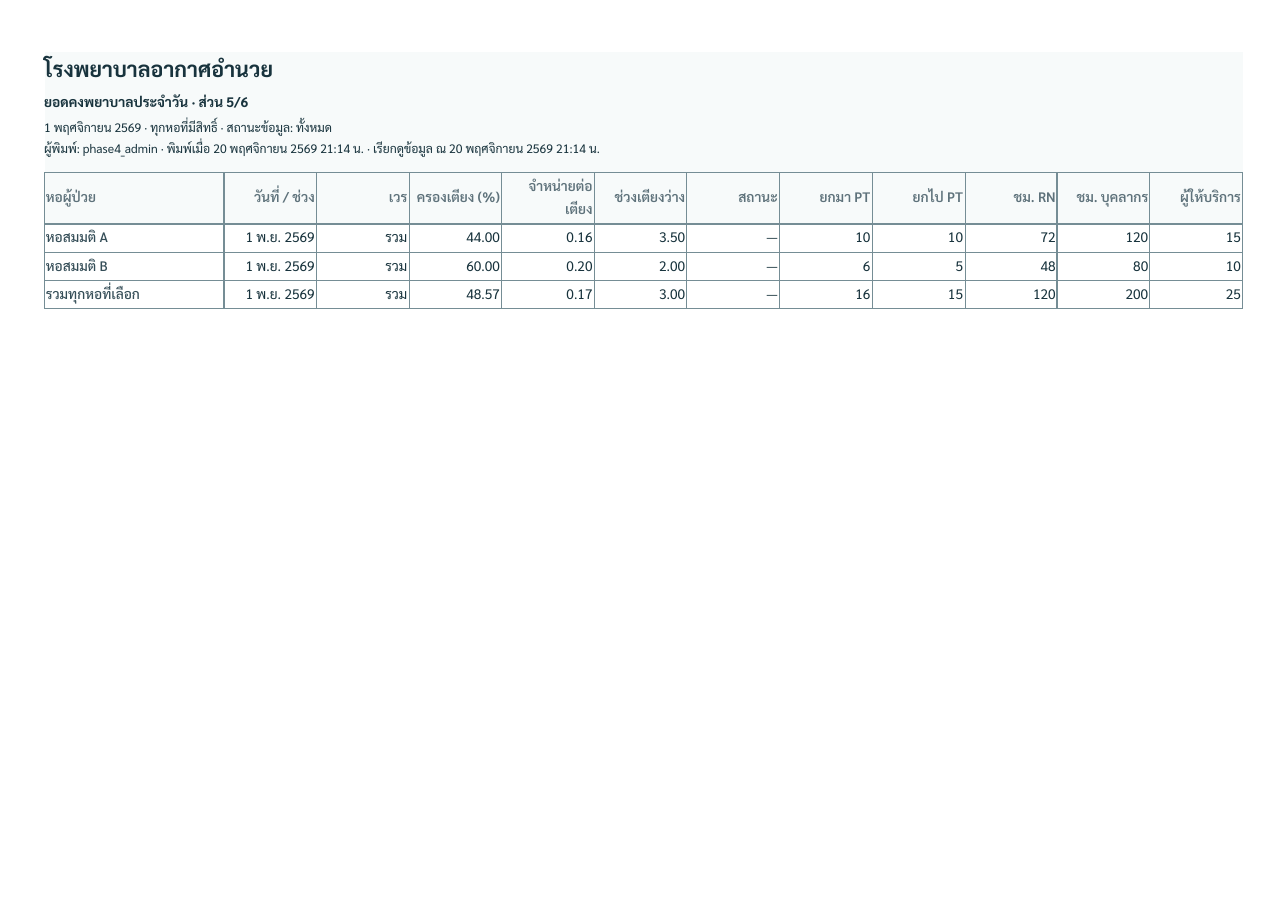 โรงพยาบาลอากาศอำนวย
ยอดคงพยาบาลประจำวัน · ส่วน 5/6
1 พฤศจิกายน 2569 · ทุกหอที่มีสิทธิ์ · สถานะข้อมูล: ทั้งหมด
ผู้พิมพ์: phase4_admin · พิมพ์เมื่อ 20 พฤศจิกายน 2569 21:14 น. · เรียกดูข้อมูล ณ 20 พฤศจิกายน 2569 21:14 น.
หอผู้ป่วย วันที่ / ช่วง เวร ครองเตียง (%) จำหน่ายต่อเตียง ช่วงเตียงว่าง สถานะ ยกมา PT ยกไป PT ชม. RN ชม. บุคลากร ผู้ให้บริการ
หอสมมติ A 1 พ.ย. 2569 รวม 44.00 0.16 3.50 — 10 10 72 120 15
หอสมมติ B 1 พ.ย. 2569 รวม 60.00 0.20 2.00 — 6 5 48 80 10
รวมทุกหอที่เลือก 1 พ.ย. 2569 รวม 48.57 0.17 3.00 — 16 15 120 200 25